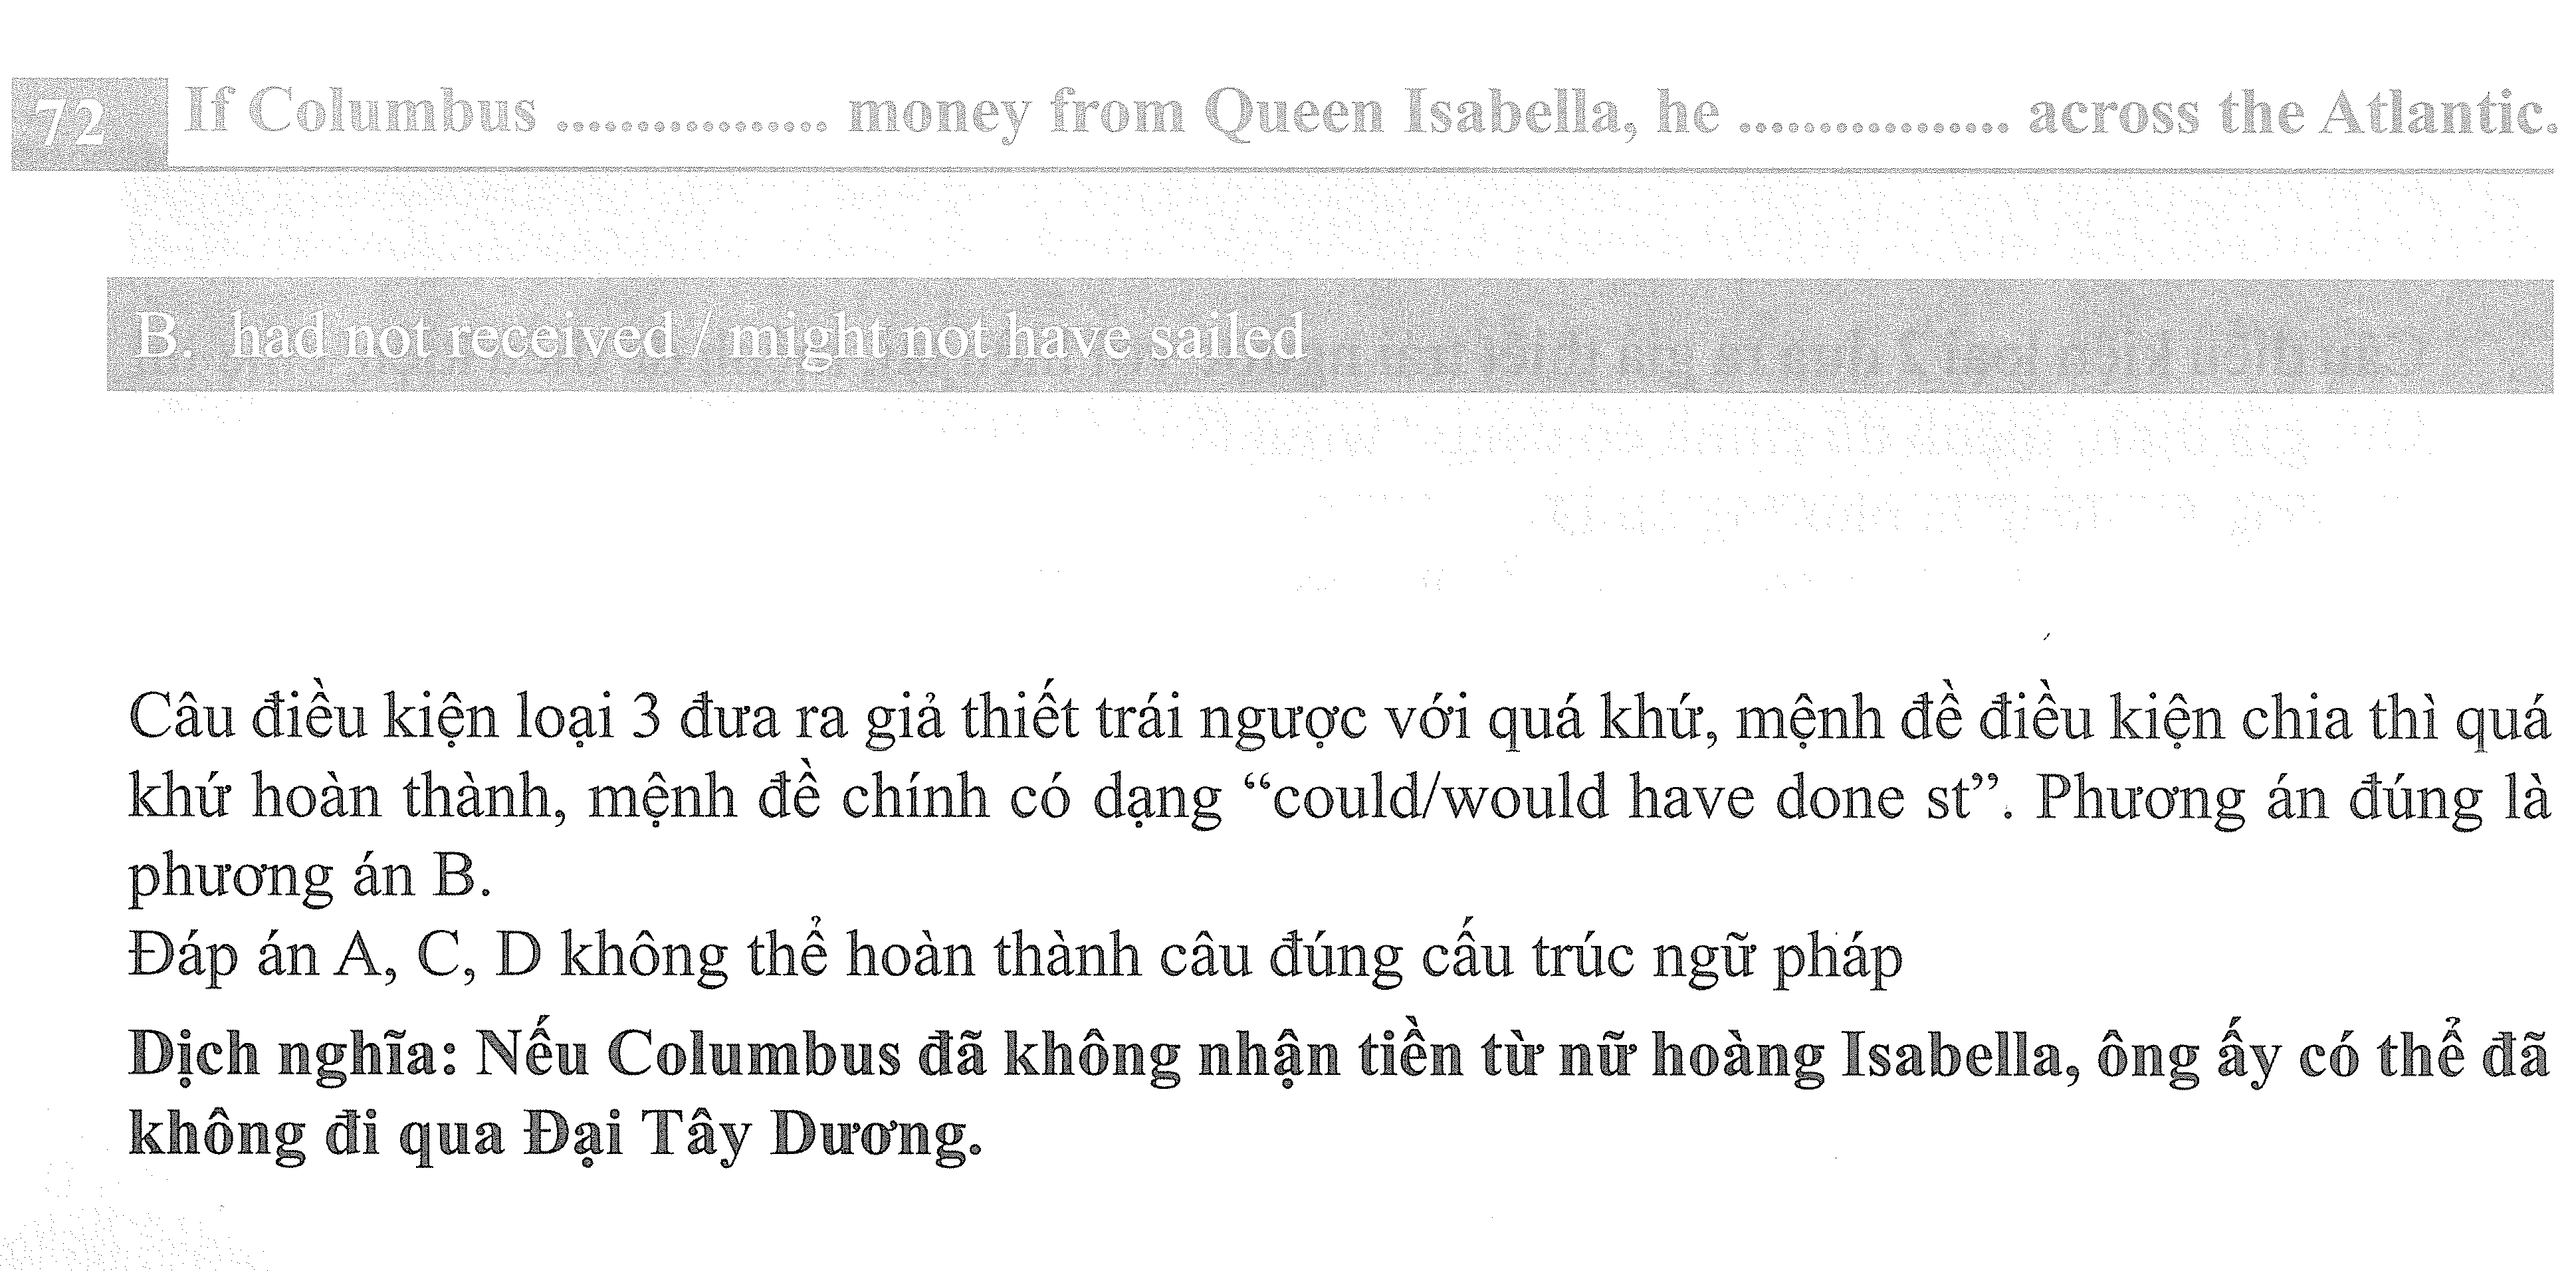 72 If Columbus ................. money from Queen Isabella, he ................. across the Atlantic.
B. had not received / might not have sailed
Câu điều kiện loại 3 đưa ra giả thiết trái ngược với quá khứ, mệnh đề điều kiện chia thì quá
khứ hoàn thành, mệnh đề chính có dạng “could/would have done st”. Phương án đúng là
phương án B.
Đáp án A, C, D không thể hoàn thành câu đúng cấu trúc ngữ pháp
Dịch nghĩa: Nếu Columbus đã không nhận tiền từ nữ hoàng Isabella, ông ấy có thể đã
không đi qua Đại Tây Dương.